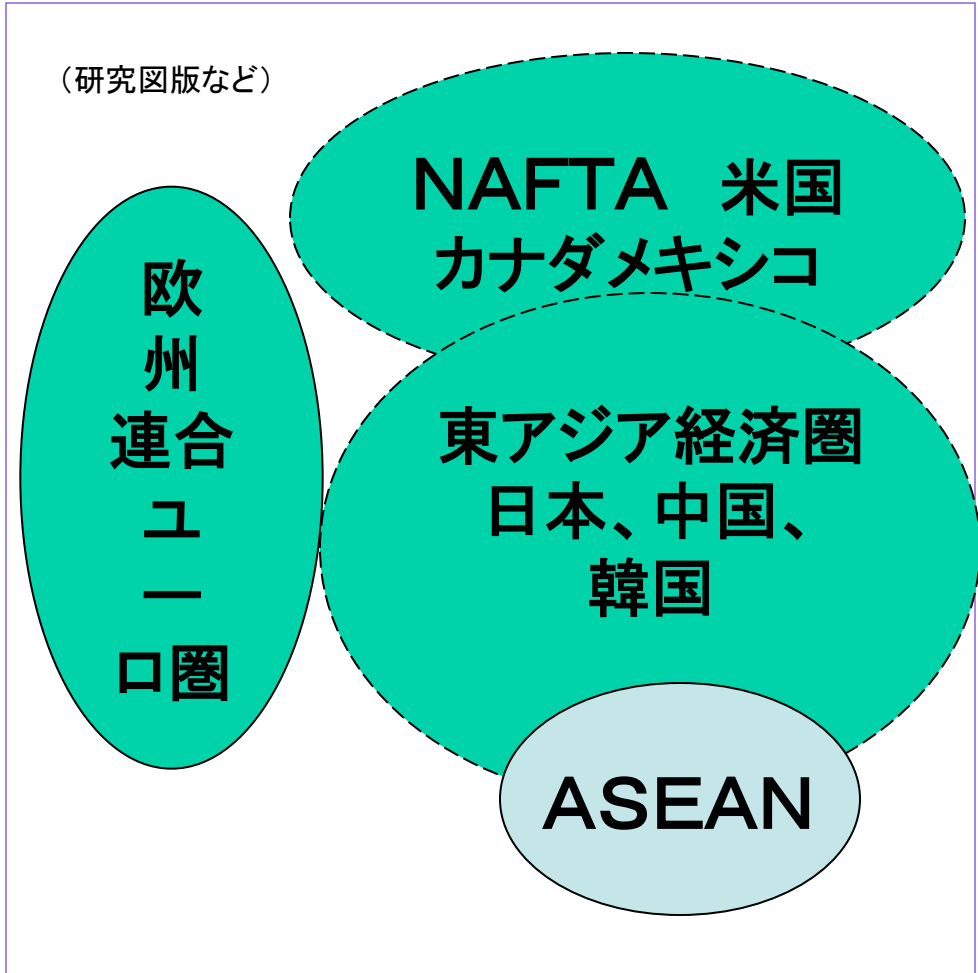 （研究図版など）
ＮＡＦＴＡ　米国
カナダメキシコ
欧
州
連合
ユ
ー
ロ圏
東アジア経済圏
日本、中国、
韓国
ＡＳＥＡＮ